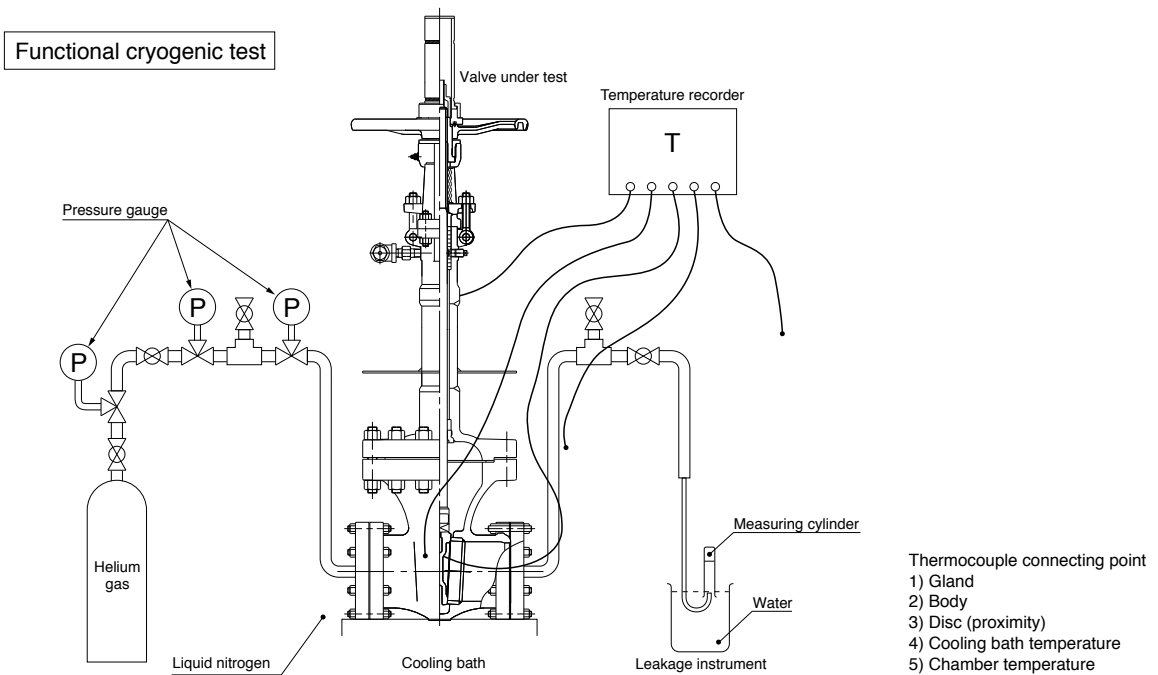 Functional cryogenic test
Valve under test
Temperature recorder
T
Pressure gauge
P
P
P
Helium
gas
Measuring cylinder
Water
Liquid nitrogen
Cooling bath
Leakage instrument
Thermocouple connecting point
1) Gland
2) Body
3) Disc (proximity)
4) Cooling bath temperature
5) Chamber temperature